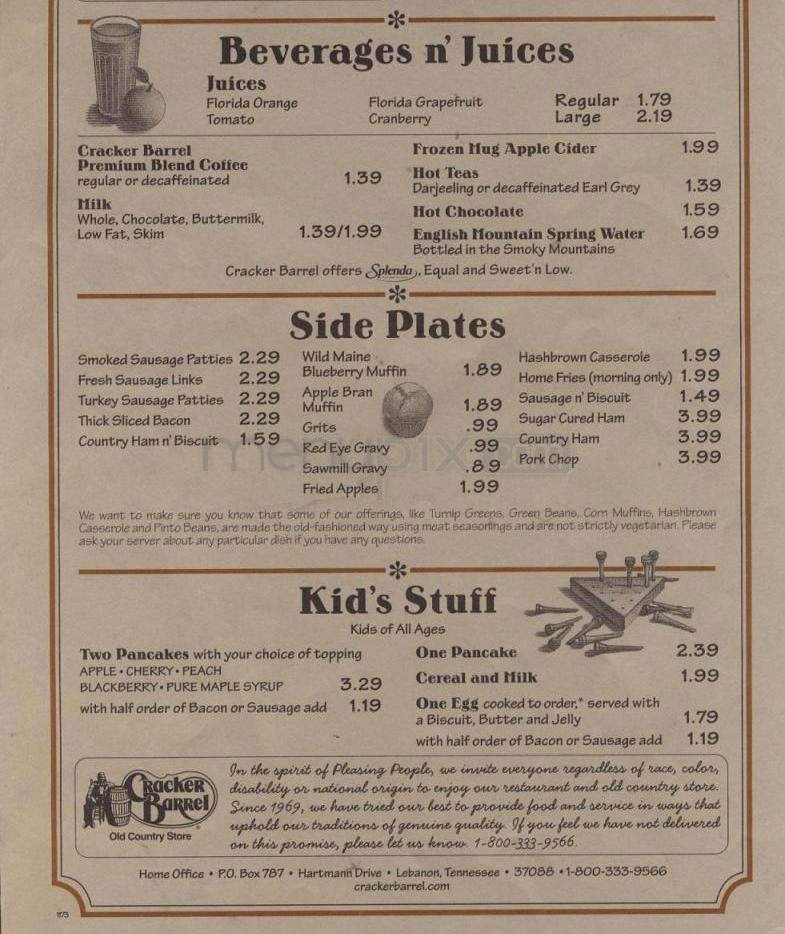 Beverages n' Juices
Juices
Florida Orange Florida Grapefruit Regular 1.79
Tomato Cranberry Large 2.19
Cracker Barrel
Premium Blend Coffee
regular or decaffeinated 1.39
Milk
Whole, Chocolate, Buttermilk,
Low Fat, Skim 1.39/1.99
Frozen Mug Apple Cider 1.99
Hot Teas
Darjeeling or decaffeinated Earl Grey 1.39
Hot Chocolate 1.59
English Mountain Spring Water 1.69
Bottled in the Smoky Mountains
Cracker Barrel offers Splenda, Equal and Sweet'n Low.
Side Plates
Smoked Sausage Patties 2.29
Fresh Sausage Links 2.29
Turkey Sausage Patties 2.29
Thick Sliced Bacon 2.29
Country Ham n' Biscuit 1.59
Wild Maine
Blueberry Muffin 1.89
Apple Bran
Muffin 1.89
Grits .99
Red Eye Gravy .99
Sawmill Gravy .89
Fried Apples 1.99
Hashbrown Casserole 1.99
Home Fries (morning only) 1.99
Sausage n' Biscuit 1.49
Sugar Cured Ham 3.99
Country Ham 3.99
Pork Chop 3.99
menupix
We want to make sure you know that some of our offerings, like Turnip Greens, Green Beans, Corn Muffins, Hashbrown
Casserole and Pinto Beans, are made the old-fashioned way using meat seasonings and are not strictly vegetarian. Please
ask your server about any particular dish if you have any questions.
Kid's Stuff
Kids of All Ages
Two Pancakes with your choice of topping
APPLE • CHERRY • PEACH
BLACKBERRY • PURE MAPLE SYRUP 3.29
with half order of Bacon or Sausage add 1.19
One Pancake 2.39
Cereal and Milk 1.99
One Egg cooked to order,* served with
a Biscuit, Butter and Jelly 1.79
with half order of Bacon or Sausage add 1.19
Cracker
Barrel
Old Country Store
In the spirit of Pleasing People, we invite everyone regardless of race, color,
disability or national origin to enjoy our restaurant and old country store.
Since 1969, we have tried our best to provide food and service in ways that
uphold our traditions of genuine quality. If you feel we have not delivered
on this promise, please let us know. 1-800-333-9566.
Home Office • P.O. Box 787 • Hartmann Drive • Lebanon, Tennessee • 37088 • 1-800-333-9566
crackerbarrel.com